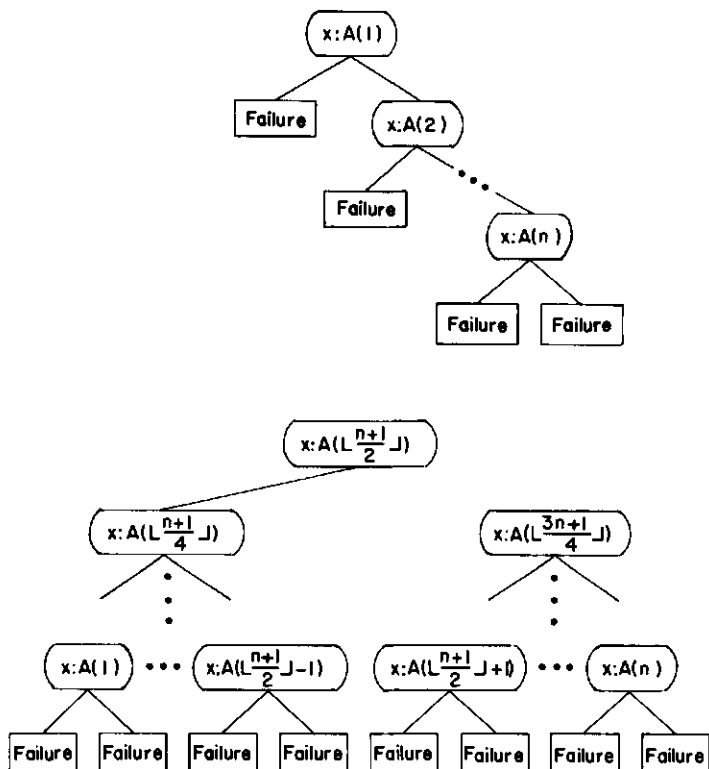 x:A(1)
Failure
x:A(2)
Failure
x:A(n)
Failure Failure
x:A(⌊n+1/2⌋)
x:A(⌊n+1/4⌋) x:A(⌊3n+1/4⌋)
x:A(1) ••• x:A(⌊n+1/2⌋-1) x:A(⌊n+1/2⌋+1) ••• x:A(n)
Failure Failure Failure Failure Failure Failure Failure Failure